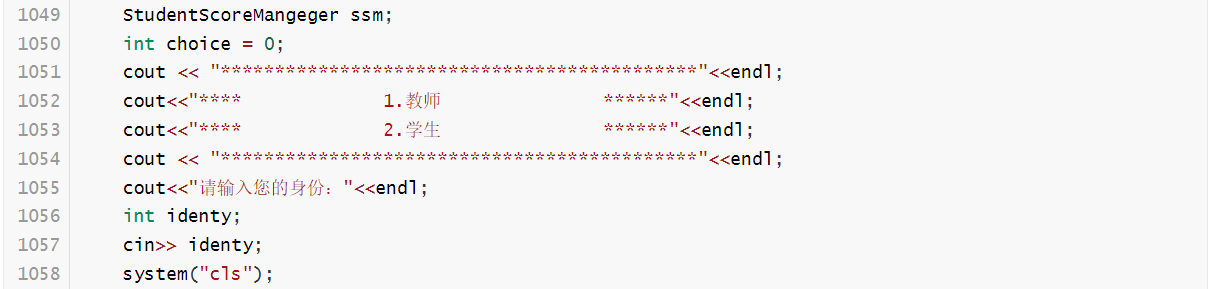 1049 StudentScoreMangeger ssm;
1050 int choice = 0;
1051 cout << "********************************************"<<endl;
1052 cout<<"****             1.教师               ******"<<endl;
1053 cout<<"****             2.学生               ******"<<endl;
1054 cout << "********************************************"<<endl;
1055 cout<<"请输入您的身份："<<endl;
1056 int identy;
1057 cin>> identy;
1058 system("cls");